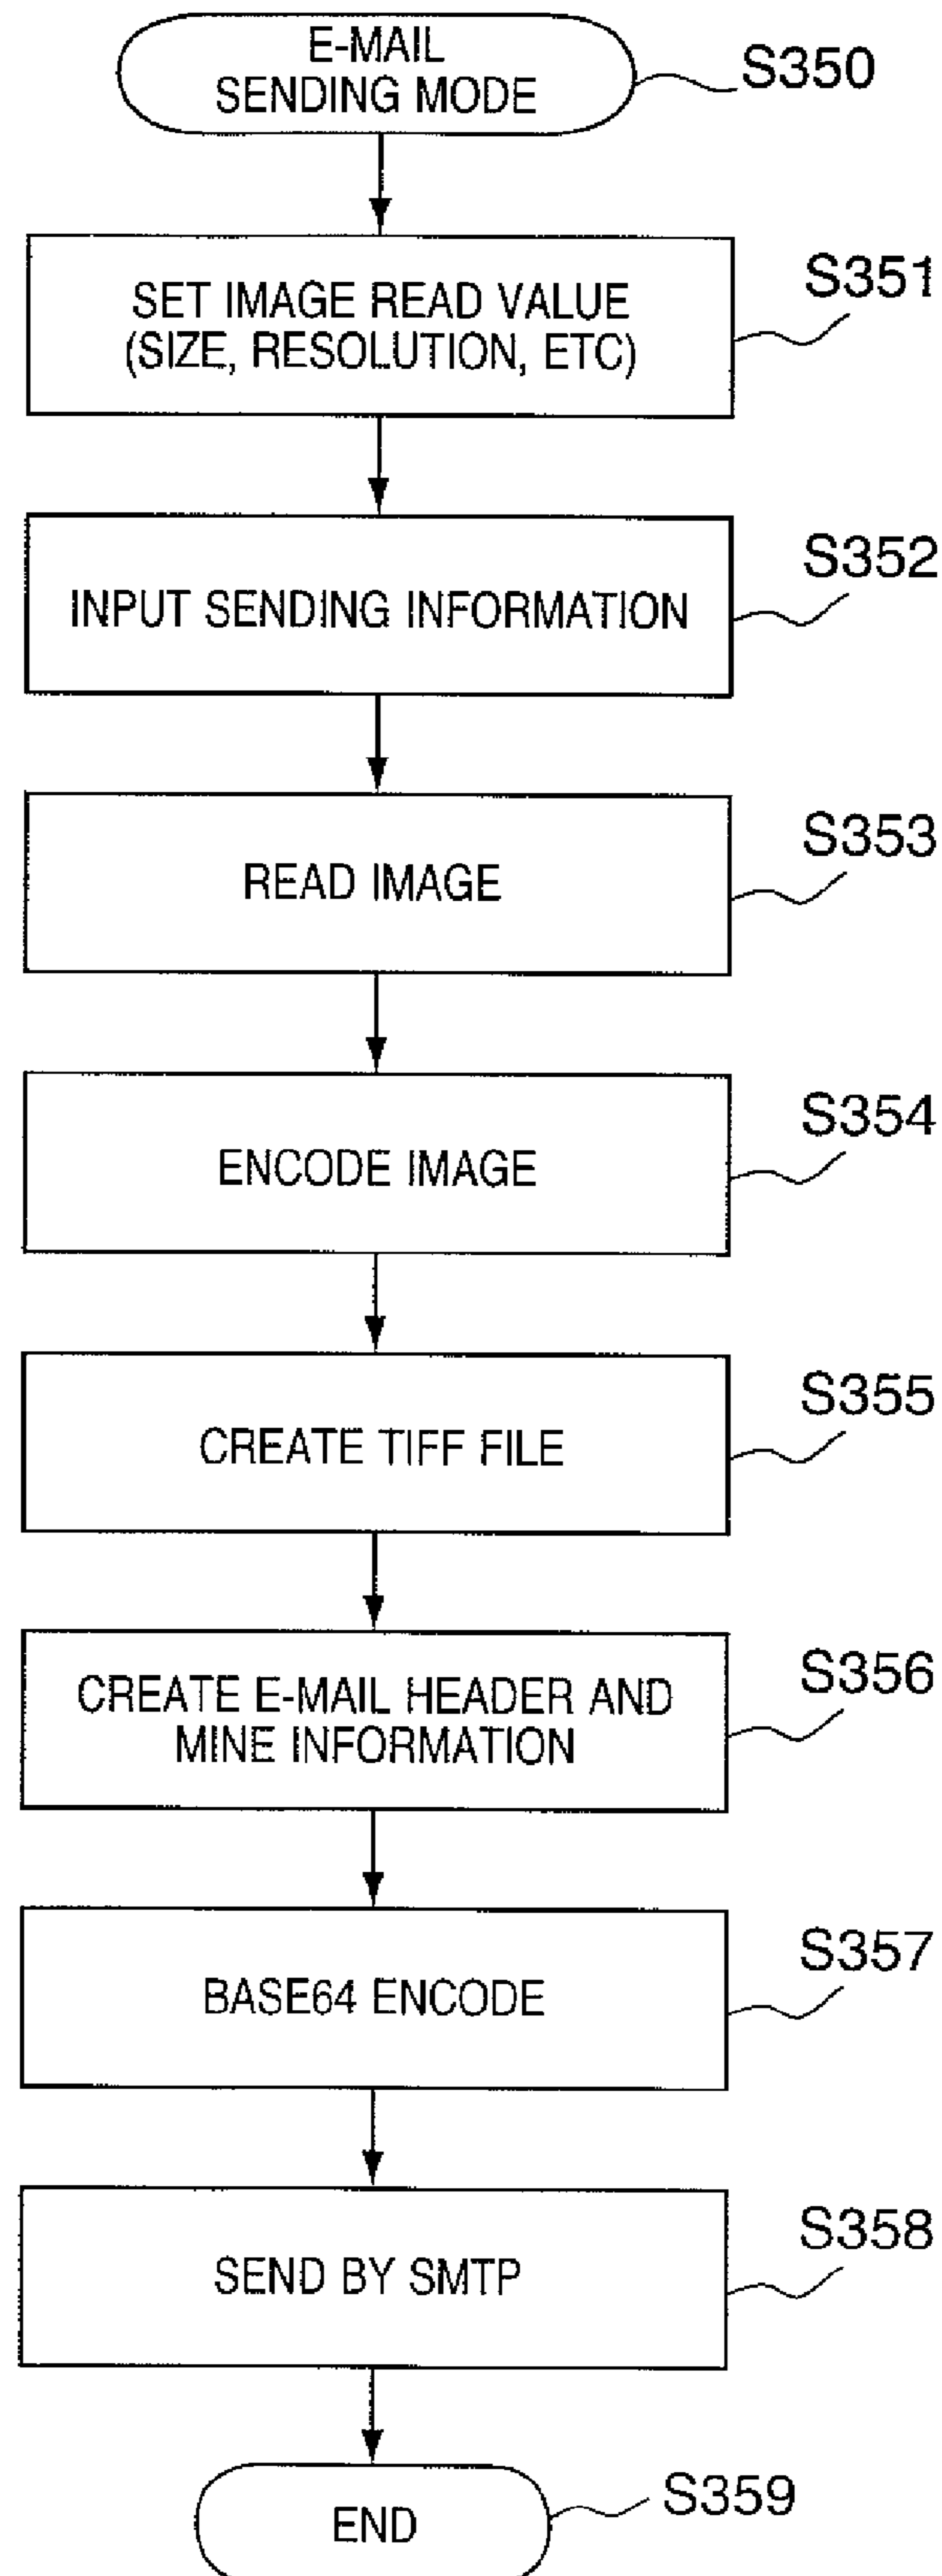 E-MAIL
SENDING MODE
S350
SET IMAGE READ VALUE
(SIZE, RESOLUTION, ETC)
S351
INPUT SENDING INFORMATION
S352
READ IMAGE
S353
ENCODE IMAGE
S354
CREATE TIFF FILE
S355
CREATE E-MAIL HEADER AND
MINE INFORMATION
S356
BASE64 ENCODE
S357
SEND BY SMTP
S358
END
S359